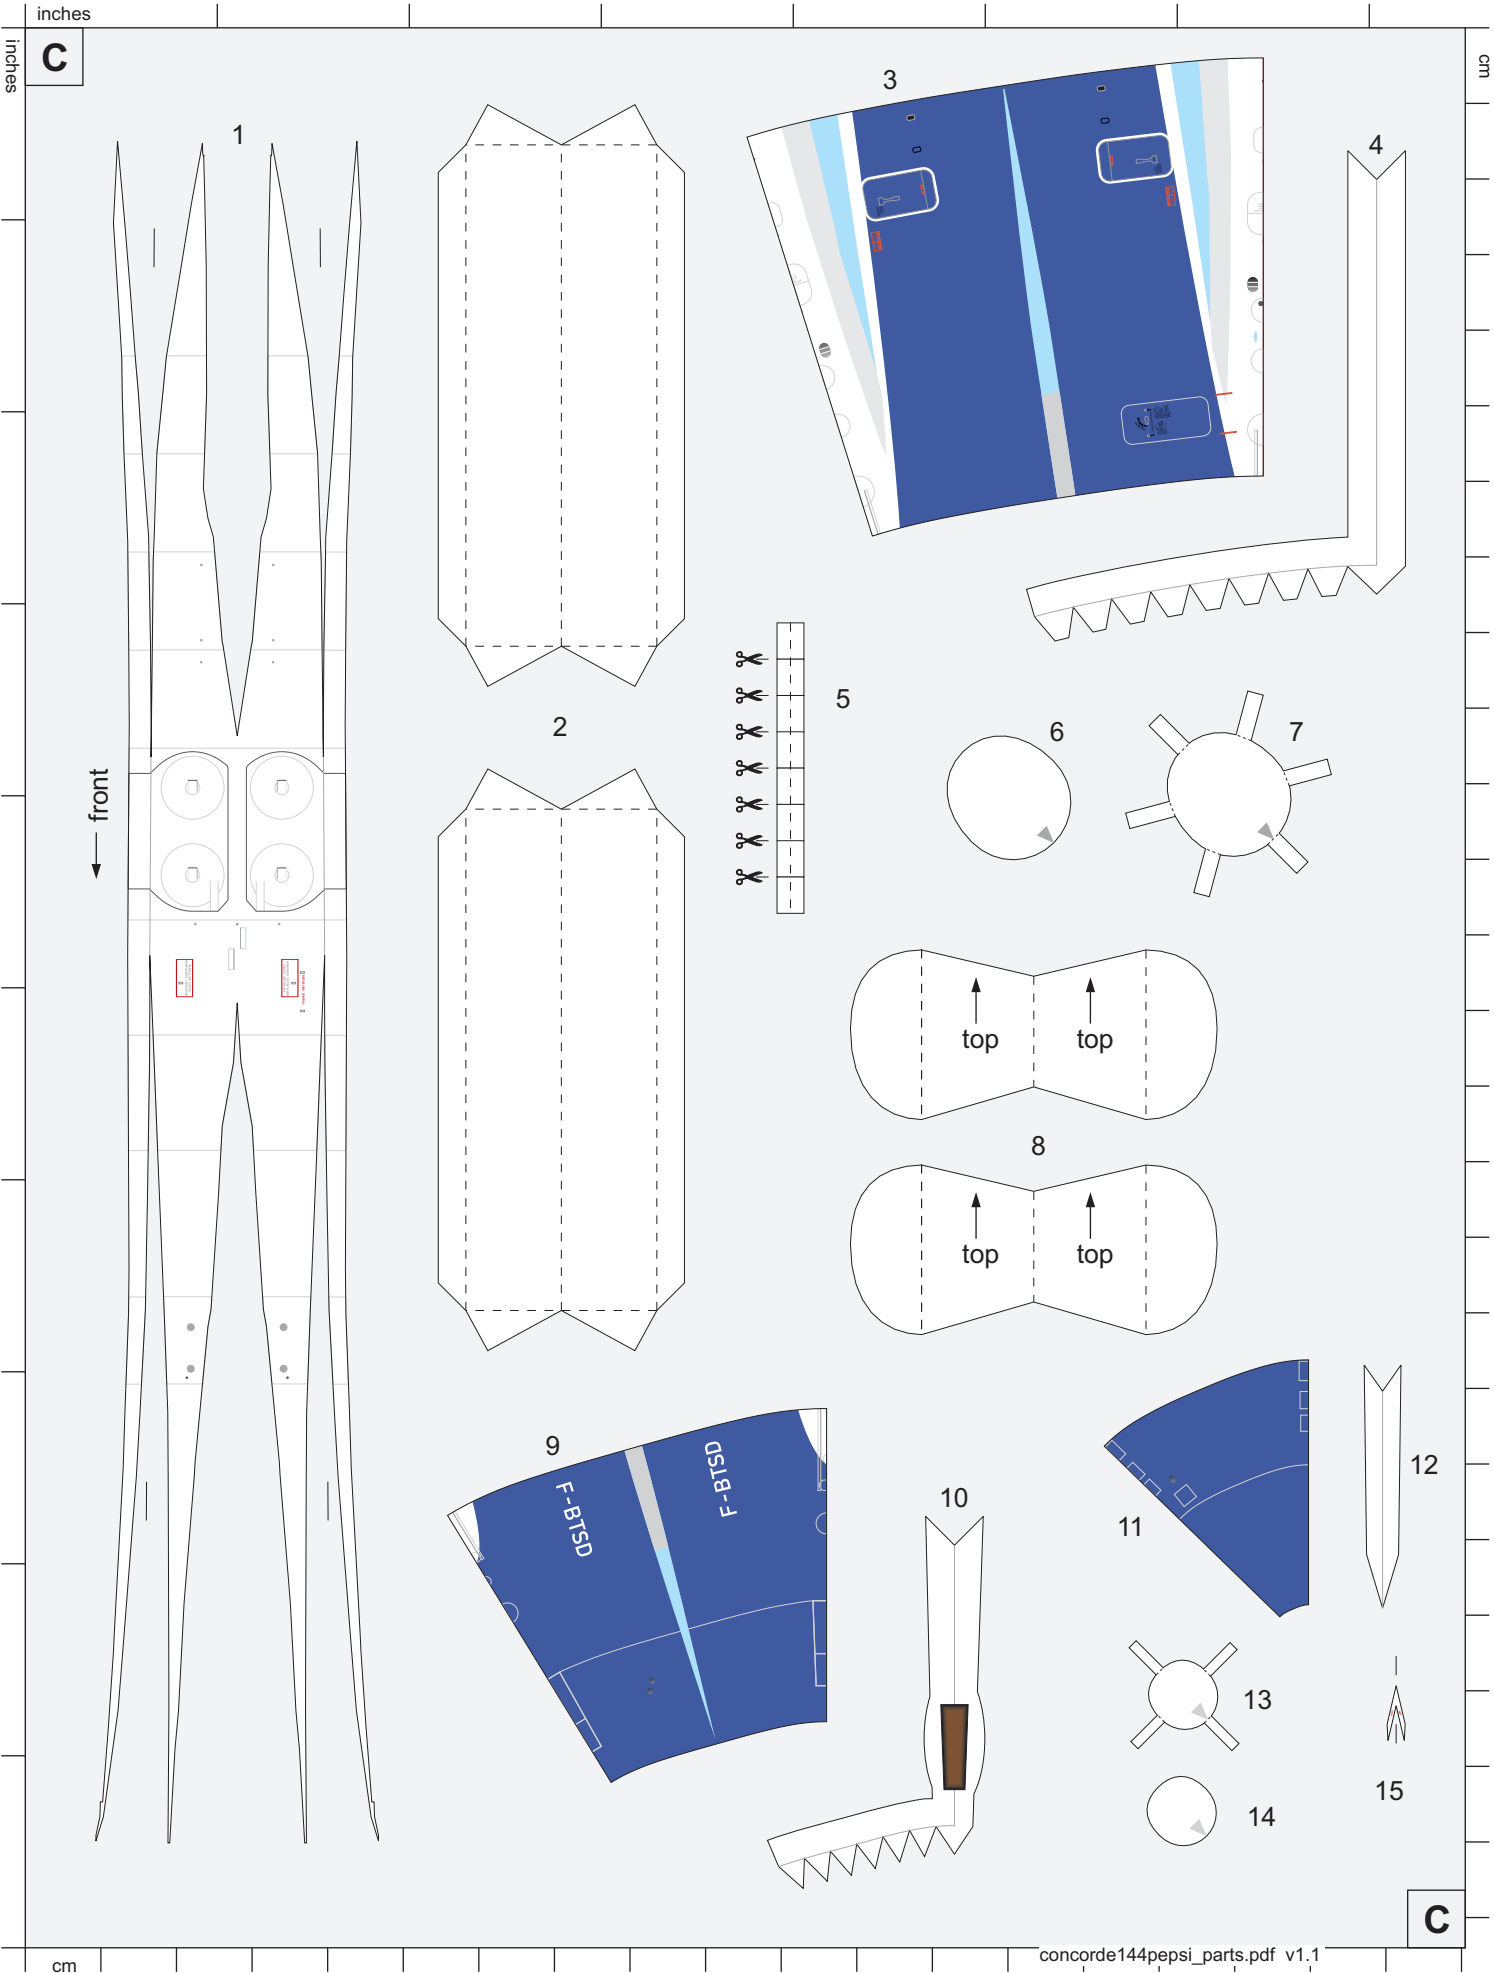 inches
inches
C
cm
1
3
4
2
5
6
7
← front
top
top
8
top
top
9
F-BTSD
F-BTSD
10
11
12
13
14
15
C
concorde144pepsi_parts.pdf v1.1
cm